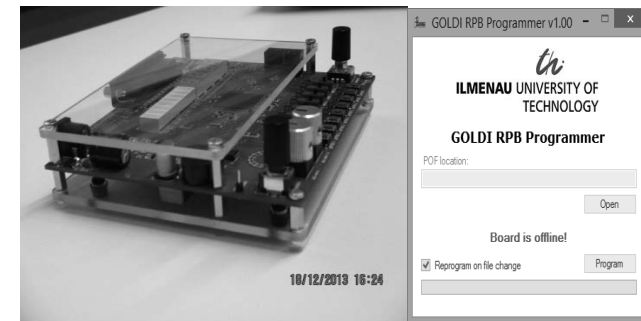 18/12/2013 16:24
GOLDI RPB Programmer v1.00
th
ILMENAU UNIVERSITY OF
TECHNOLOGY
GOLDI RPB Programmer
POF location:
Open
Board is offline!
Reprogram on file change
Program